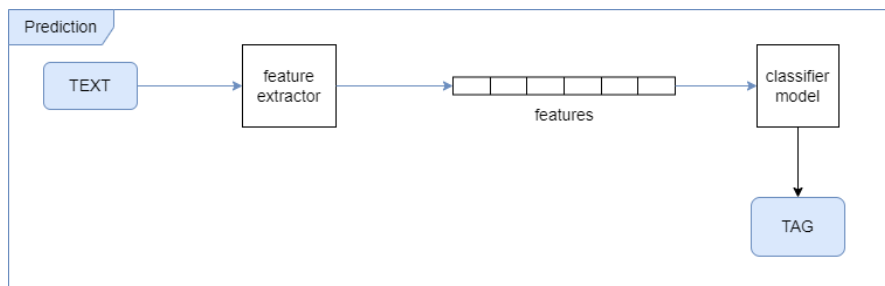 Prediction
TEXT
feature
extractor
features
classifier
model
TAG